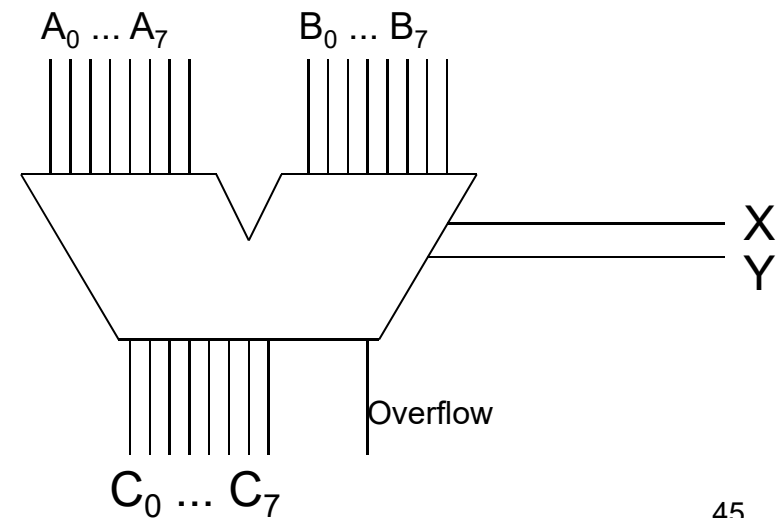 A₀ ... A₇ B₀ ... B₇
X
Y
Overflow
C₀ ... C₇
45